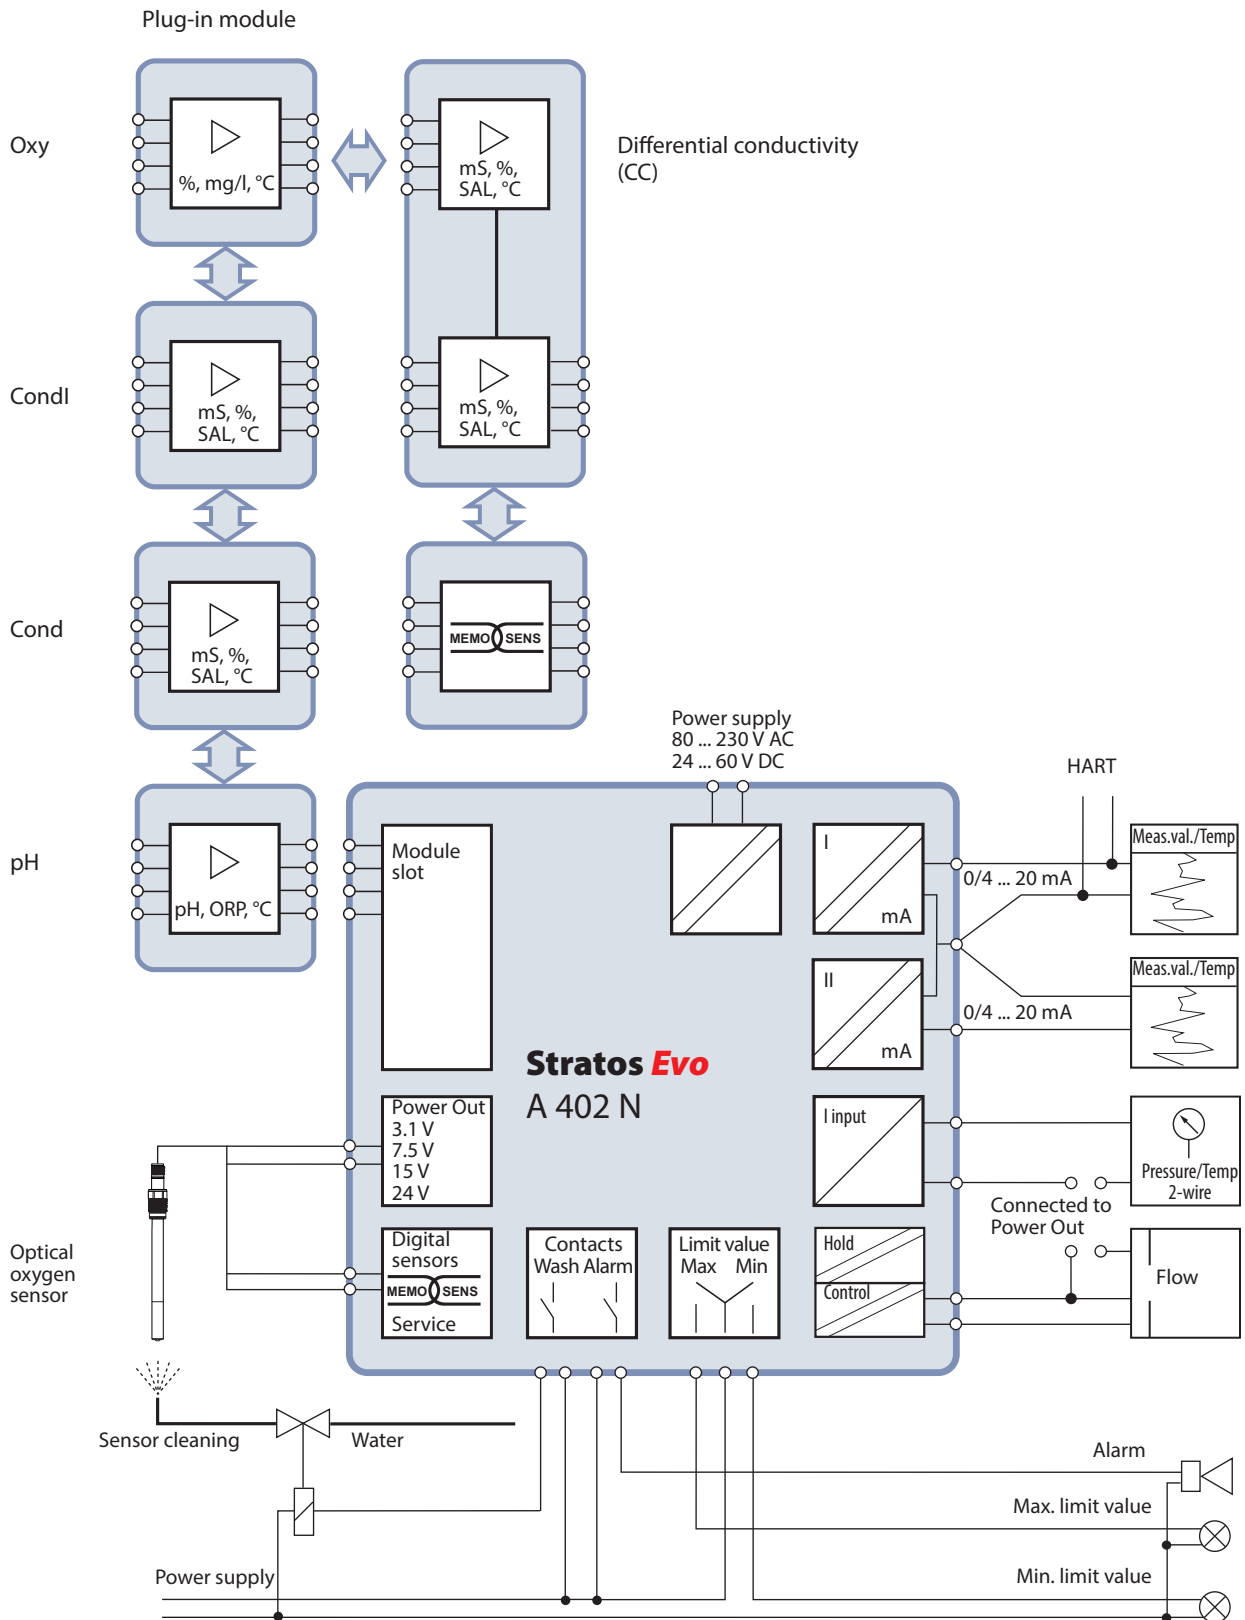 Plug-in module
Oxy
%, mg/l, °C
mS, %,
SAL, °C
Differential conductivity
(CC)
CondI
mS, %,
SAL, °C
mS, %,
SAL, °C
Cond
mS, %,
SAL, °C
MEMO SENS
Power supply
80 ... 230 V AC
24 ... 60 V DC
HART
pH
pH, ORP, °C
Module
slot
I
mA
0/4 ... 20 mA
Meas.val./Temp
II
mA
0/4 ... 20 mA
Meas.val./Temp
Stratos Evo
A 402 N
Power Out
3.1 V
7.5 V
15 V
24 V
I input
Pressure/Temp
2-wire
Connected to
Power Out
Optical
oxygen
sensor
Digital
sensors
MEMO SENS
Service
Contacts
Wash Alarm
Limit value
Max Min
Hold
Control
Flow
Sensor cleaning
Water
Alarm
Max. limit value
Power supply
Min. limit value